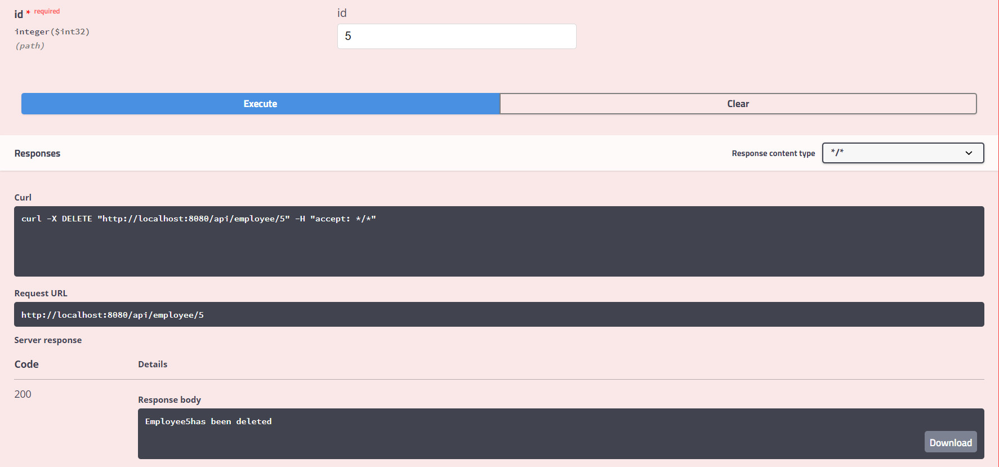 id * required
id
integer($int32)
5
(path)
Execute
Clear
Responses
Response content type
*/*
Curl
curl -X DELETE "http://localhost:8080/api/employee/5" -H "accept: */*"
Request URL
http://localhost:8080/api/employee/5
Server response
Code
Details
200
Response body
Employee5has been deleted
Download